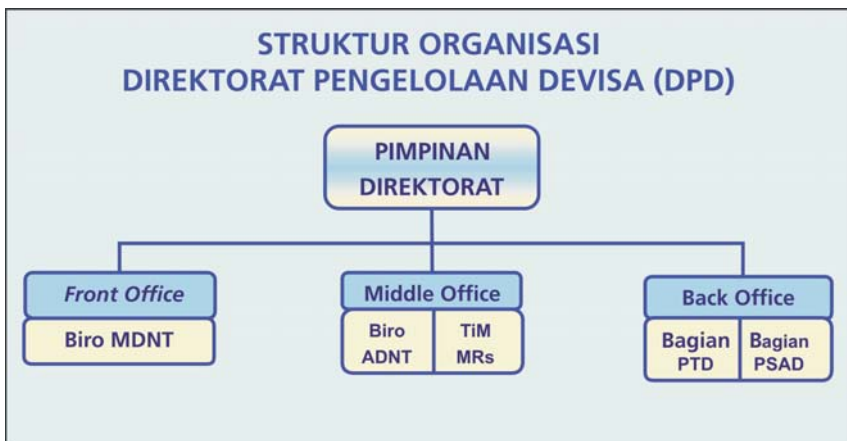 STRUKTUR ORGANISASI
DIREKTORAT PENGELOLAAN DEVISA (DPD)
PIMPINAN
DIREKTORAT
Front Office
Biro MDNT
Middle Office
Biro
ADNT
TiM
MRs
Back Office
Bagian
PTD
Bagian
PSAD